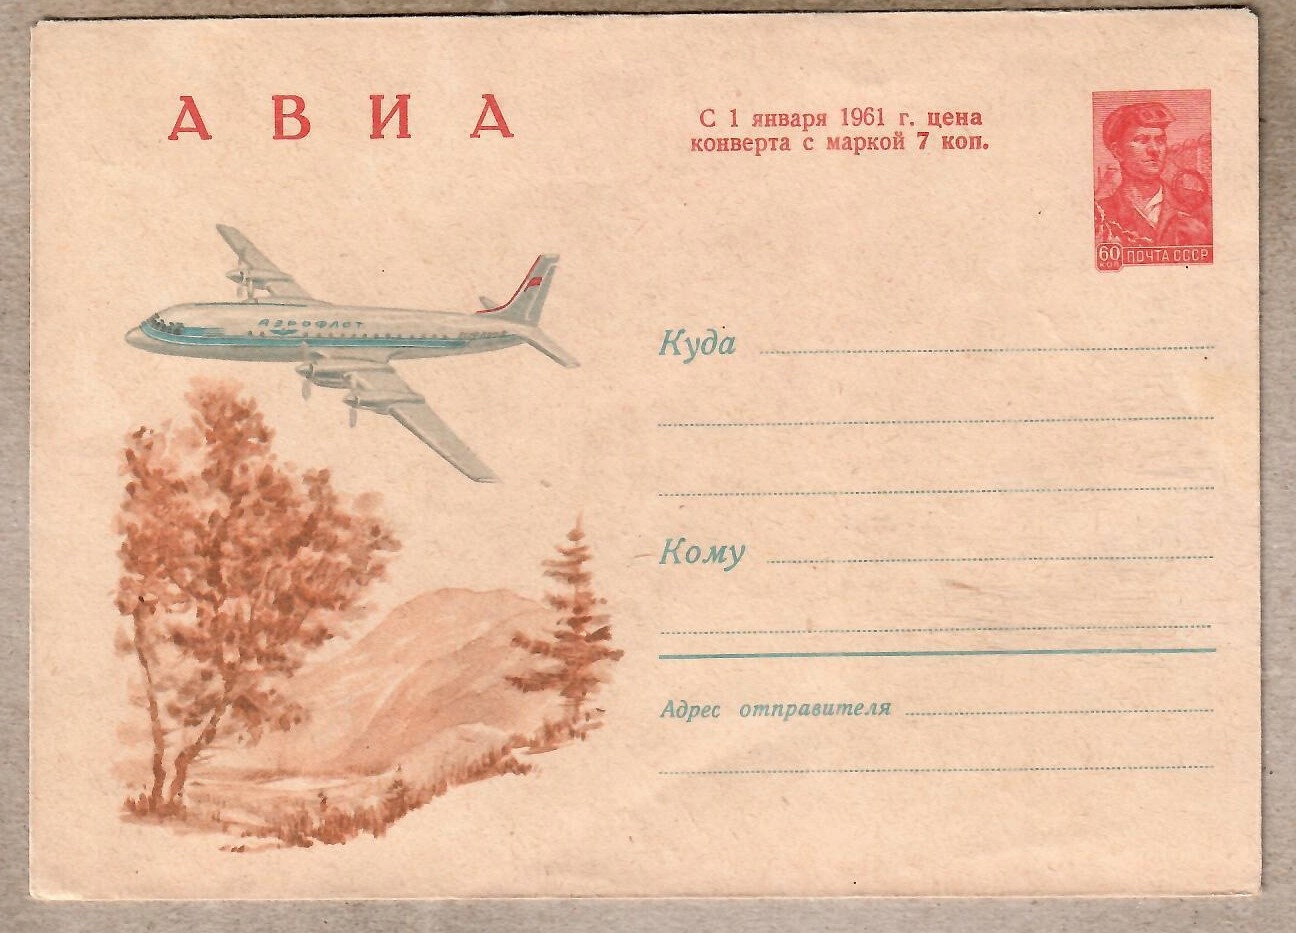 АВИА
С 1 января 1961 г. цена
конверта с маркой 7 коп.
60
КОП
ПОЧТА СССР
АЭРОФЛОТ
Куда
Кому
Адрес отправителя